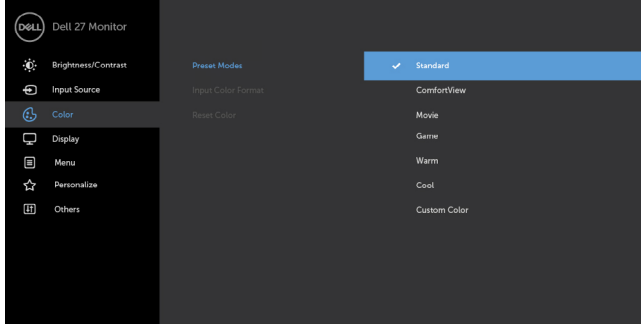 DELL Dell 27 Monitor
Brightness/Contrast Preset Modes Standard
Input Source Input Color Format ComfortView
Color Reset Color Movie
Display Game
Menu Warm
Personalize Cool
Others Custom Color